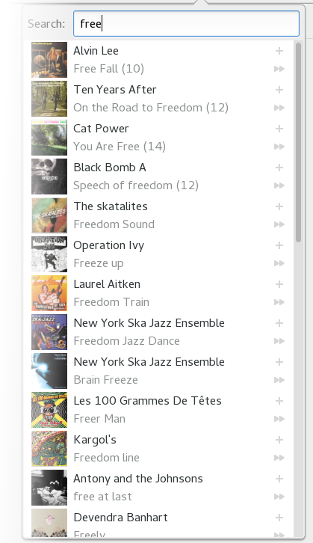 Search: free
Alvin Lee
Free Fall (10)
Ten Years After
On the Road to Freedom (12)
Cat Power
You Are Free (14)
Black Bomb A
Speech of freedom (12)
The skatalites
Freedom Sound
Operation Ivy
Freeze up
Laurel Aitken
Freedom Train
New York Ska Jazz Ensemble
Freedom Jazz Dance
New York Ska Jazz Ensemble
Brain Freeze
Les 100 Grammes De Têtes
Freer Man
Kargol's
Freedom line
Antony and the Johnsons
free at last
Devendra Banhart
Freely